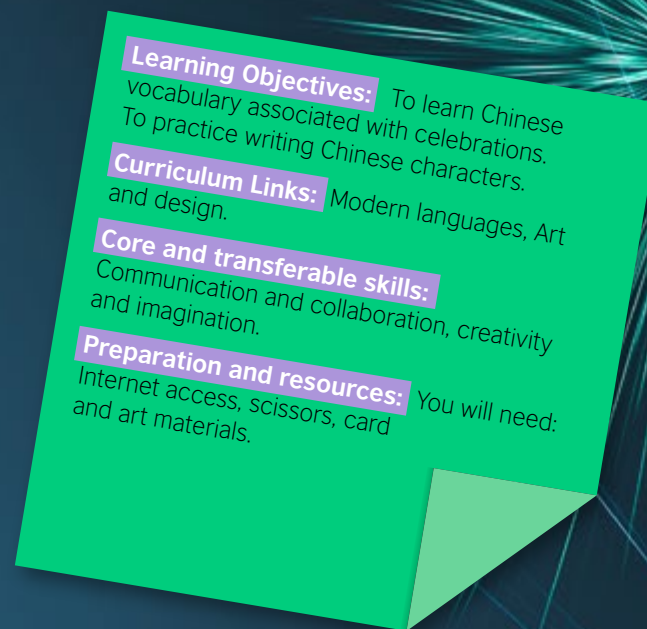 Learning Objectives: To learn Chinese
vocabulary associated with celebrations.
To practice writing Chinese characters.
Curriculum Links: Modern languages, Art
and design.
Core and transferable skills:
Communication and collaboration, creativity
and imagination.
Preparation and resources: You will need:
Internet access, scissors, card
and art materials.